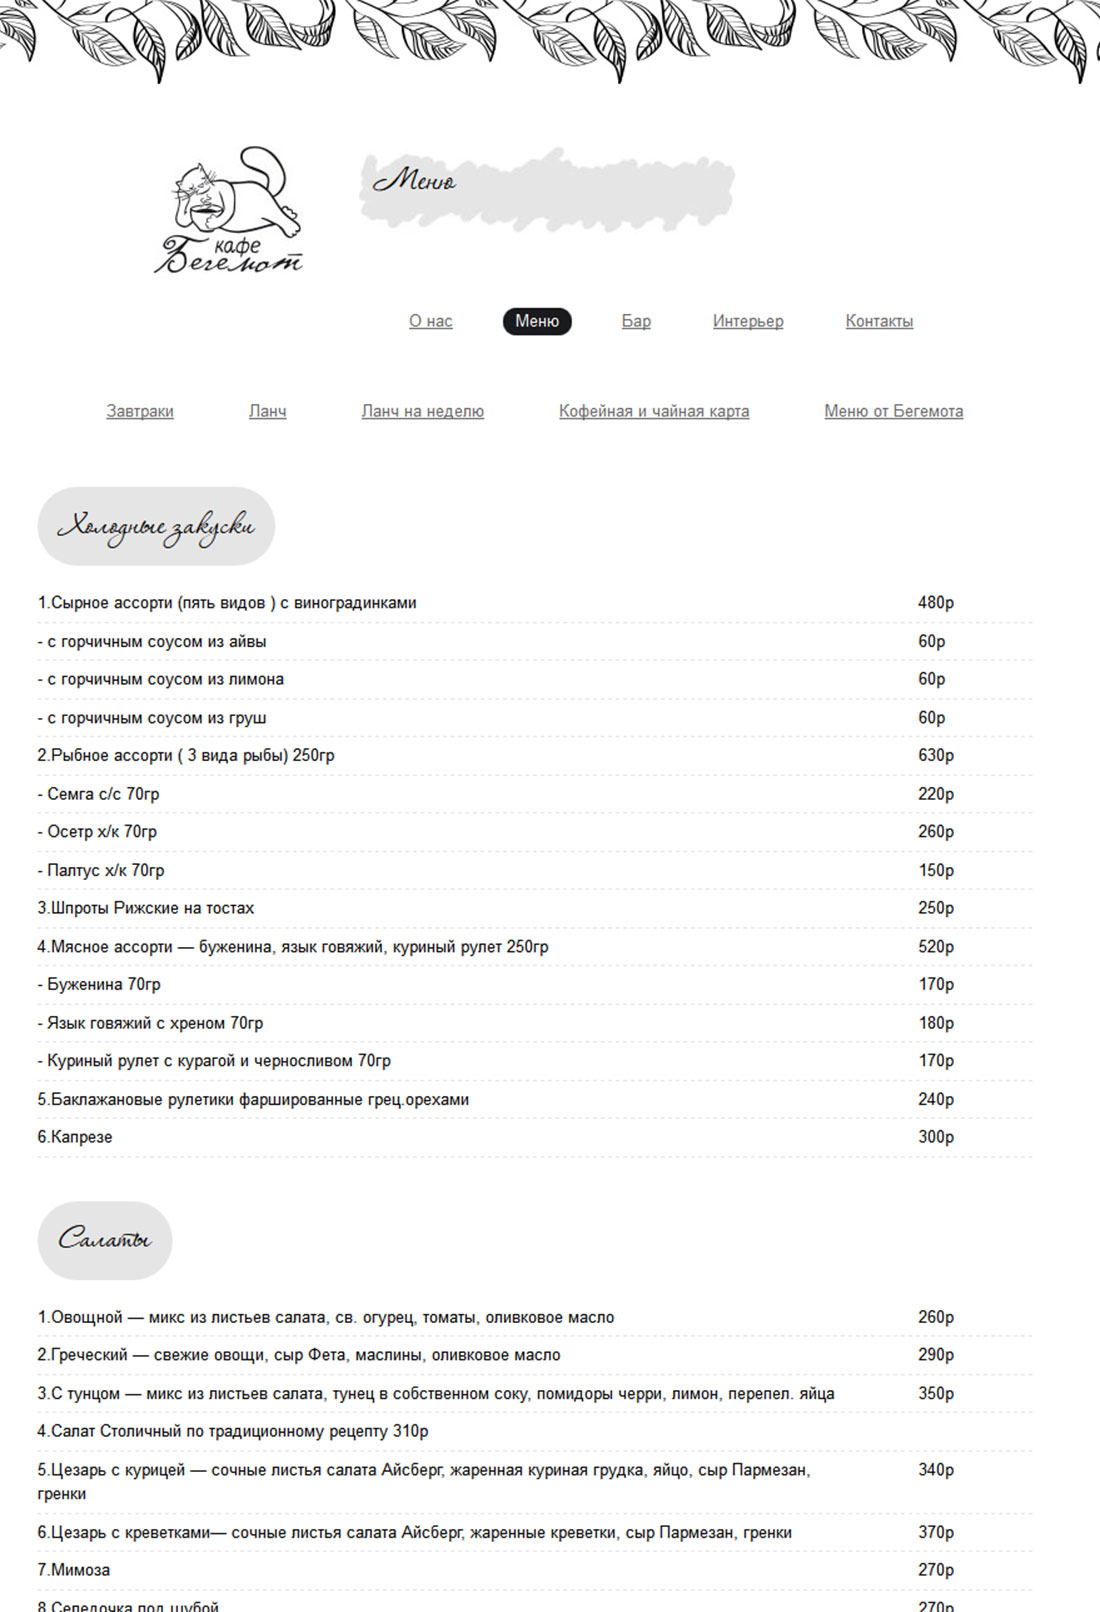 кафе
Бегемот
Меню
О нас Меню Бар Интерьер Контакты
Завтраки Ланч Ланч на неделю Кофейная и чайная карта Меню от Бегемота
Холодные закуски
1.Сырное ассорти (пять видов ) с виноградинками 480р
- с горчичным соусом из айвы 60р
- с горчичным соусом из лимона 60р
- с горчичным соусом из груш 60р
2.Рыбное ассорти ( 3 вида рыбы) 250гр 630р
- Семга с/с 70гр 220р
- Осетр х/к 70гр 260р
- Палтус х/к 70гр 150р
3.Шпроты Рижские на тостах 250р
4.Мясное ассорти — буженина, язык говяжий, куриный рулет 250гр 520р
- Буженина 70гр 170р
- Язык говяжий с хреном 70гр 180р
- Куриный рулет с курагой и черносливом 70гр 170р
5.Баклажановые рулетики фаршированные грец.орехами 240р
6.Капрезе 300р
Салаты
1.Овощной — микс из листьев салата, св. огурец, томаты, оливковое масло 260р
2.Греческий — свежие овощи, сыр Фета, маслины, оливковое масло 290р
3.С тунцом — микс из листьев салата, тунец в собственном соку, помидоры черри, лимон, перепел. яйца 350р
4.Салат Столичный по традиционному рецепту 310р
5.Цезарь с курицей — сочные листья салата Айсберг, жаренная куриная грудка, яйцо, сыр Пармезан, 340р
гренки
6.Цезарь с креветками— сочные листья салата Айсберг, жаренные креветки, сыр Пармезан, гренки 370р
7.Мимоза 270р
8.Селедочка под шубой 270р